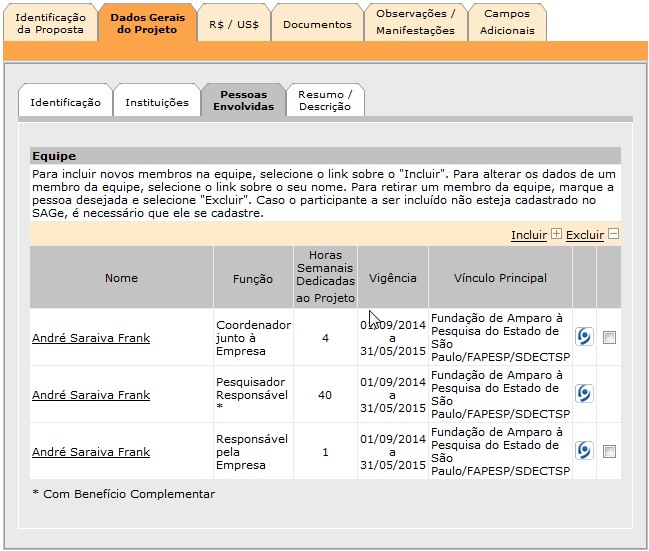 Identificação
da Proposta
Dados Gerais
do Projeto
R$ / US$
Documentos
Observações /
Manifestações
Campos
Adicionais
Identificação
Instituições
Pessoas
Envolvidas
Resumo /
Descrição
Equipe
Para incluir novos membros na equipe, selecione o link sobre o "Incluir". Para alterar os dados de um
membro da equipe, selecione o link sobre o seu nome. Para retirar um membro da equipe, marque a
pessoa desejada e selecione "Excluir". Caso o participante a ser incluído não esteja cadastrado no
SAGe, é necessário que ele se cadastre.
Incluir Excluir
Nome
Função
Horas
Semanais
Dedicadas
ao Projeto
Vigência
Vínculo Principal
André Saraiva Frank
Coordenador
junto à
Empresa
4
01/09/2014
a
31/05/2015
Fundação de Amparo à
Pesquisa do Estado de
São
Paulo/FAPESP/SDECTSP
André Saraiva Frank
Pesquisador
Responsável
*
40
01/09/2014
a
31/05/2015
Fundação de Amparo à
Pesquisa do Estado de
São
Paulo/FAPESP/SDECTSP
André Saraiva Frank
Responsável
pela
Empresa
1
01/09/2014
a
31/05/2015
Fundação de Amparo à
Pesquisa do Estado de
São
Paulo/FAPESP/SDECTSP
* Com Benefício Complementar